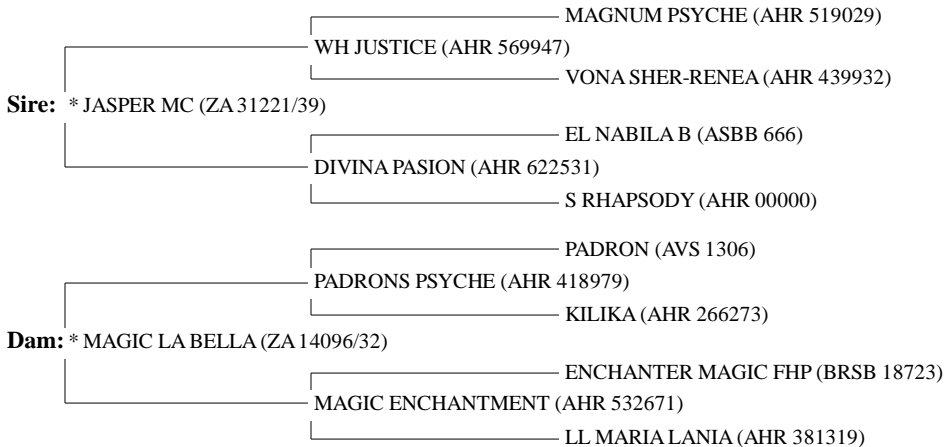 MAGNUM PSYCHE (AHR 519029)
WH JUSTICE (AHR 569947)
VONA SHER-RENEA (AHR 439932)
Sire: * JASPER MC (ZA 31221/39)
EL NABILA B (ASBB 666)
DIVINA PASION (AHR 622531)
S RHAPSODY (AHR 00000)
PADRON (AVS 1306)
PADRONS PSYCHE (AHR 418979)
KILIKA (AHR 266273)
Dam: * MAGIC LA BELLA (ZA 14096/32)
ENCHANTER MAGIC FHP (BRSB 18723)
MAGIC ENCHANTMENT (AHR 532671)
LL MARIA LANIA (AHR 381319)